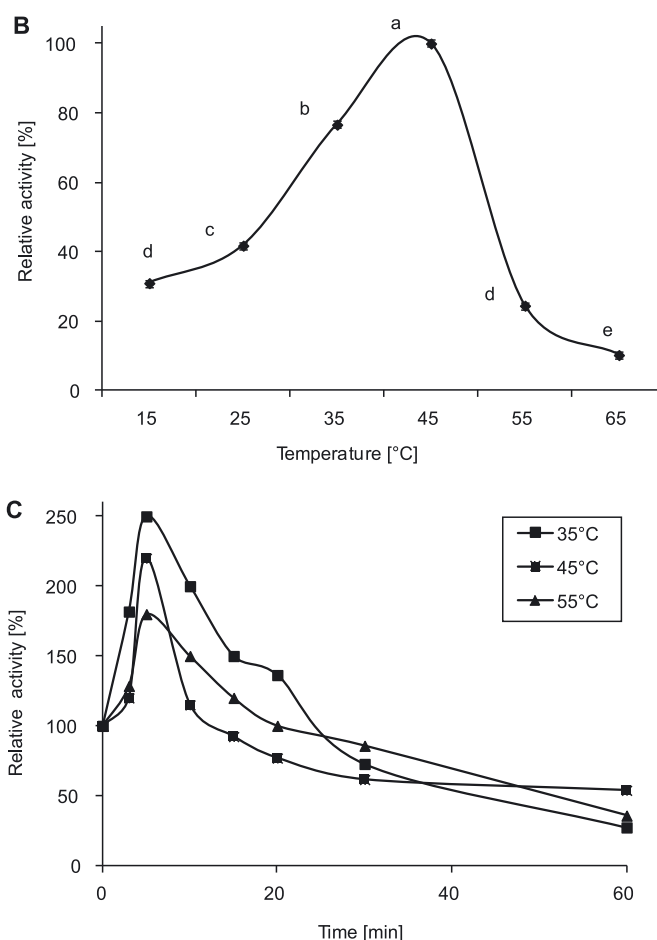 B
Relative activity [%]
100
80
60
40
20
0
d
c
b
a
d
e
15 25 35 45 55 65
Temperature [°C]
C
Relative activity [%]
250
200
150
100
50
0
35°C
45°C
55°C
0 20 40 60
Time [min]